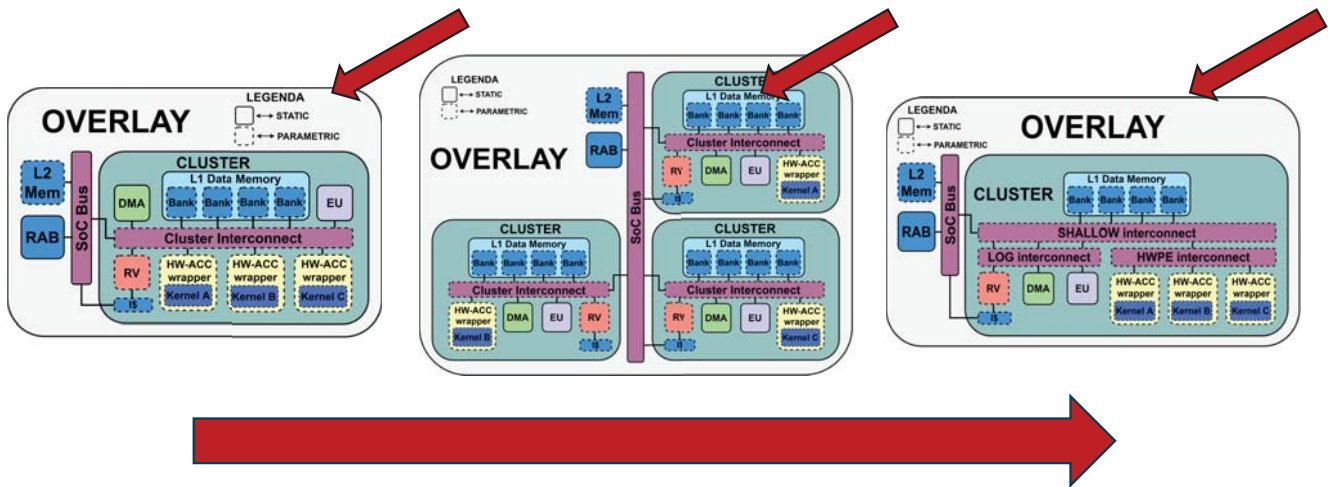 LEGENDA
STATIC
PARAMETRIC
OVERLAY
L2
Mem
RAB
SoC Bus
CLUSTER
L1 Data Memory
DMA
Bank
Bank
Bank
Bank
EU
Cluster Interconnect
RV
I$
HW-ACC
wrapper
Kernel A
HW-ACC
wrapper
Kernel B
HW-ACC
wrapper
Kernel C
LEGENDA
STATIC
PARAMETRIC
OVERLAY
L2
Mem
RAB
SoC Bus
CLUSTER
L1 Data Memory
Bank
Bank
Bank
Bank
Cluster Interconnect
RV
DMA
EU
HW-ACC
wrapper
Kernel A
I$
CLUSTER
L1 Data Memory
Bank
Bank
Bank
Bank
Cluster Interconnect
HW-ACC
wrapper
Kernel B
DMA
EU
RV
I$
CLUSTER
L1 Data Memory
Bank
Bank
Bank
Bank
Cluster Interconnect
RV
DMA
EU
HW-ACC
wrapper
Kernel C
LEGENDA
STATIC
PARAMETRIC
OVERLAY
L2
Mem
RAB
SoC Bus
CLUSTER
L1 Data Memory
Bank
Bank
Bank
Bank
SHALLOW interconnect
LOG interconnect
HWPE interconnect
RV
DMA
EU
I$
HW-ACC
wrapper
Kernel A
HW-ACC
wrapper
Kernel B
HW-ACC
wrapper
Kernel C